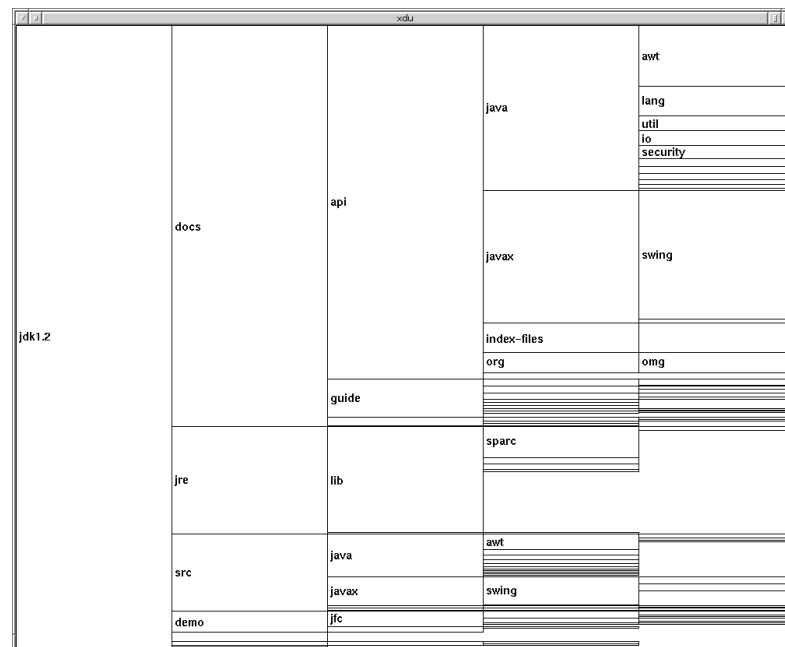 xdu
jdk1.2
docs
api
java
awt
lang
util
io
security
javax
swing
index-files
org
omg
guide
jre
lib
sparc
src
java
awt
javax
swing
demo
jfc